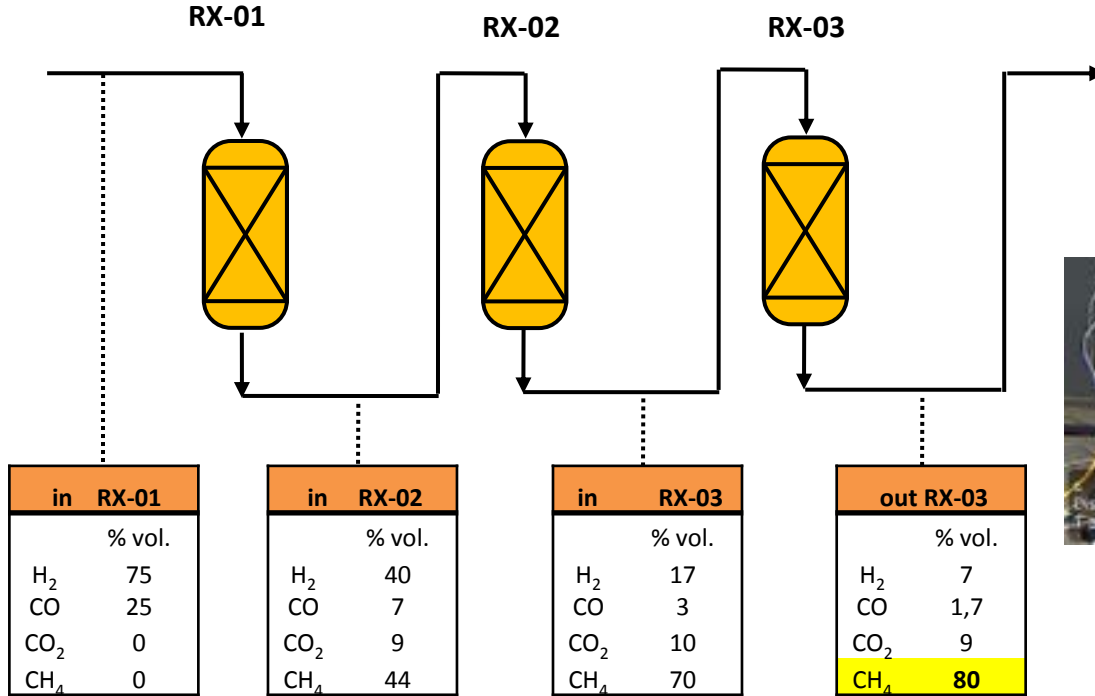 RX-01
RX-02
RX-03
in RX-01
% vol.
H₂ 75
CO 25
CO₂ 0
CH₄ 0
in RX-02
% vol.
H₂ 40
CO 7
CO₂ 9
CH₄ 44
in RX-03
% vol.
H₂ 17
CO 3
CO₂ 10
CH₄ 70
out RX-03
% vol.
H₂ 7
CO 1,7
CO₂ 9
CH₄ 80